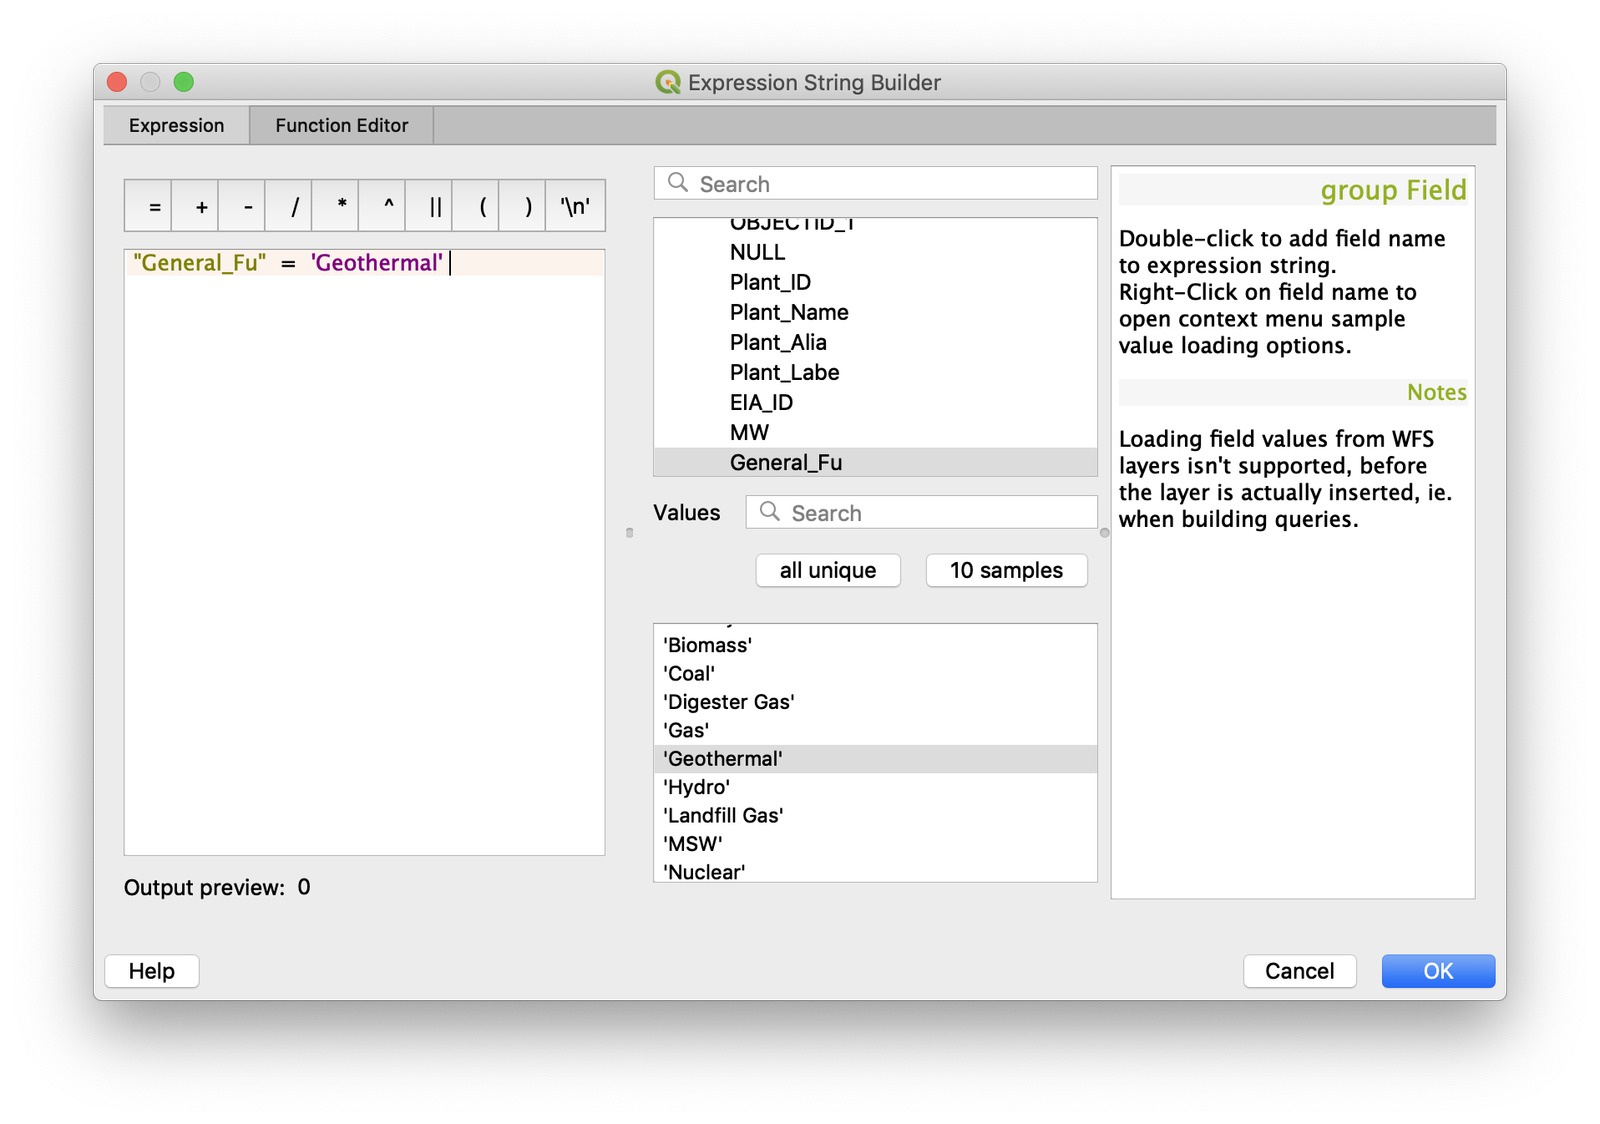 Expression String Builder
Expression
Function Editor
= + - / * ^ || ( ) '\n'
"General_Fu" = 'Geothermal'
Output preview: 0
Search
OBJECTID_1
NULL
Plant_ID
Plant_Name
Plant_Alia
Plant_Labe
EIA_ID
MW
General_Fu
Values
Search
all unique
10 samples
'Biomass'
'Coal'
'Digester Gas'
'Gas'
'Geothermal'
'Hydro'
'Landfill Gas'
'MSW'
'Nuclear'
group Field
Double-click to add field name
to expression string.
Right-Click on field name to
open context menu sample
value loading options.
Notes
Loading field values from WFS
layers isn't supported, before
the layer is actually inserted, ie.
when building queries.
Help
Cancel
OK